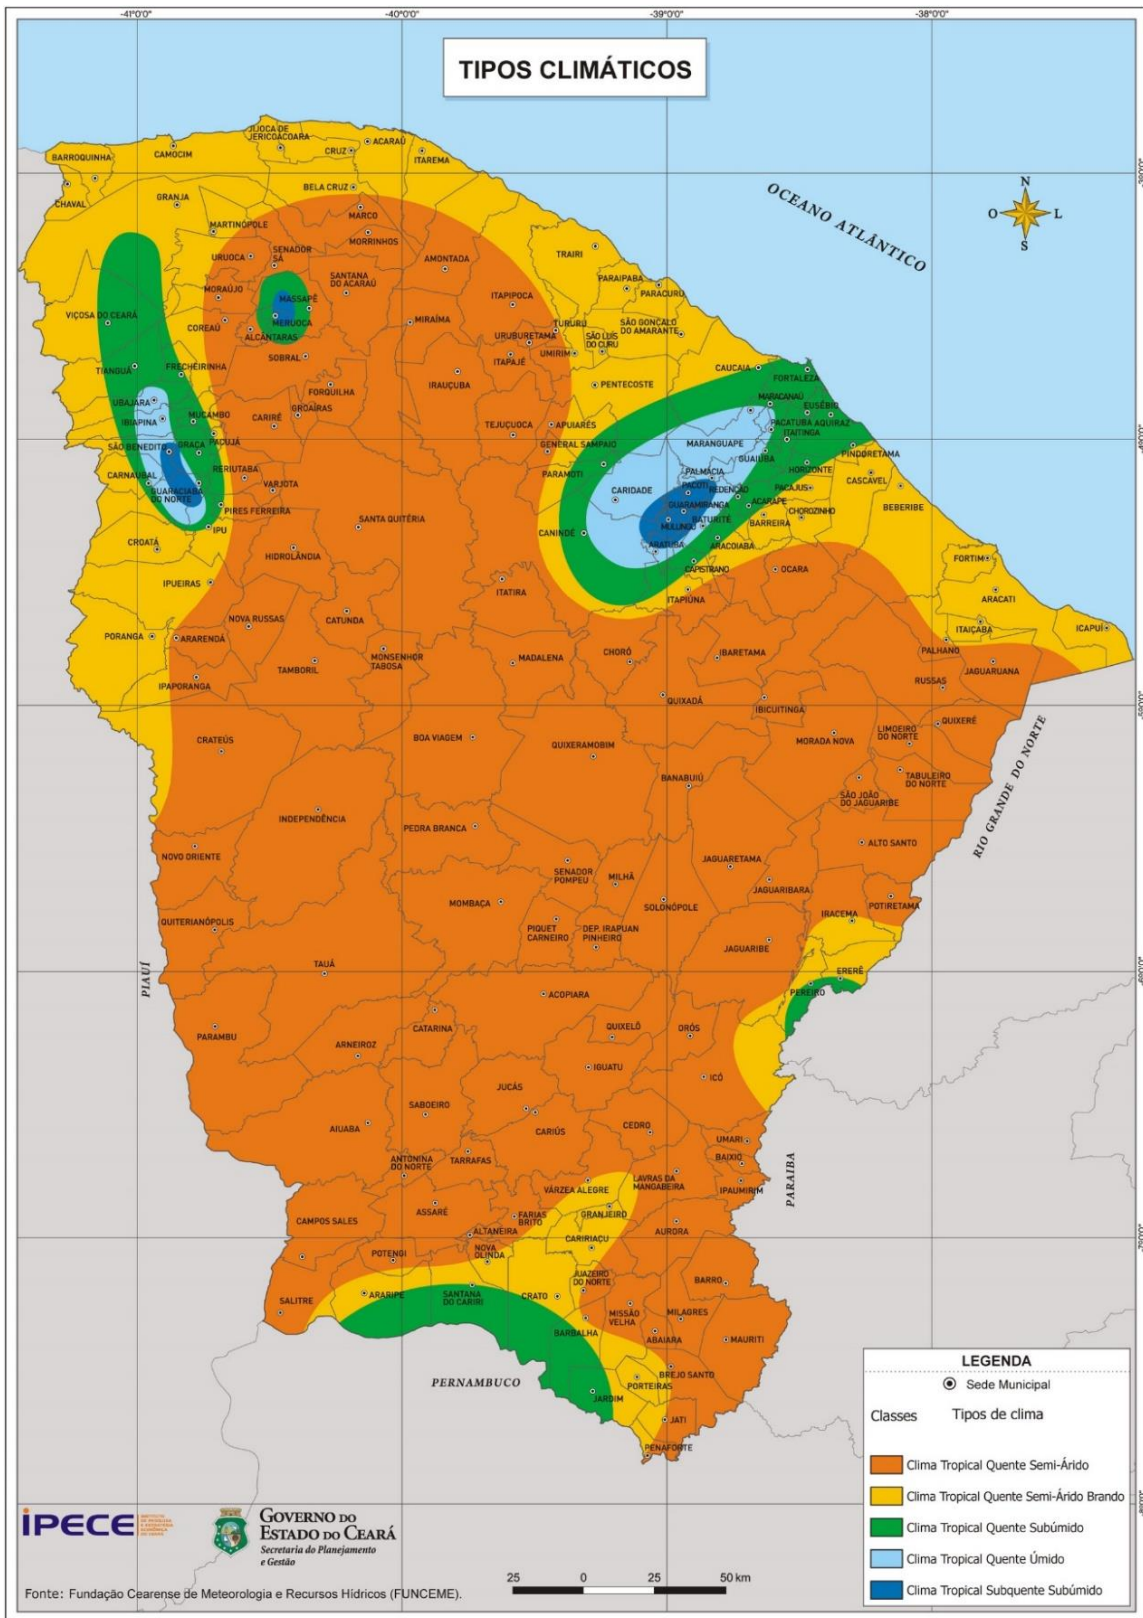 -41°0'0"
-40°0'0"
-39°0'0"
-38°0'0"
TIPOS CLIMÁTICOS
N
O
L
S
OCEANO ATLÂNTICO
JIJOCA DE
JERICOACOARA
ACARAÚ
CRUZ
ITAREMA
CAMOCIM
BARROQUINHA
CHAVAL
BELA CRUZ
GRANJA
MARCO
MARTINÓPOLE
MORRINHOS
URUOCA
SENADOR
SÁ
AMONTADA
TRAIRI
SANTANA
DO ACARAÚ
PARAIPABA
PARACURU
MORAÚJO
MASSAPÊ
ITAPIPOCA
VIÇOSA DO CEARÁ
MERUOCA
MIRAÍMA
COREAÚ
ALCÂNTARAS
TURURU
SÃO GONÇALO
DO AMARANTE
URUBURETAMA
SÃO LUÍS
DO CURU
UMIRIM
SOBRAL
ITAPAJÉ
TIANGUÁ
FRECHEIRINHA
IRAUÇUBA
CAUCAIA
FORTALEZA
FORQUILHA
PENTECOSTE
UBAJARA
MARACANAÚ
EUSÉBIO
IBIAPINA
MUCAMBO
GROAÍRAS
CARIRÉ
TEJUÇUOCA
APUIARÉS
PACATUBA
AQUIRAZ
ITAITINGA
SÃO BENEDITO
GRAÇA
PACUJÁ
GENERAL SAMPAIO
MARANGUAPE
GUAIÚBA
PINDORETAMA
CARNAUBAL
RERIUTABA
PARAMOTI
PALMÁCIA
HORIZONTE
CASCAVEL
GUARACIABA
DO NORTE
VARJOTA
PACOTI
REDENÇÃO
PACAJUS
CARIDADE
GUARAMIRANGA
ACARAPE
BEBERIBE
PIRES FERREIRA
CHOROZINHO
IPU
SANTA QUITÉRIA
CANINDÉ
MULUNGU
BATURITÉ
BARREIRA
CROATÁ
HIDROLÂNDIA
ARATUBA
ARACOIABA
CAPISTRANO
FORTIM
IPUEIRAS
OCARA
ITATIRA
ITAPIÚNA
ARACATI
NOVA RUSSAS
CATUNDA
ITAIÇABA
ICAPUÍ
PORANGA
ARARENDÁ
PALHANO
TAMBORIL
MONSENHOR
TABOSA
MADALENA
CHORÓ
IBARETAMA
JAGUARUANA
IPAPORANGA
RUSSAS
QUIXADÁ
IBICUITINGA
QUIXERÉ
CRATEÚS
BOA VIAGEM
QUIXERAMOBIM
MORADA NOVA
LIMOEIRO
DO NORTE
BANABUIÚ
TABULEIRO
DO NORTE
SÃO JOÃO
DO JAGUARIBE
RIO GRANDE DO NORTE
INDEPENDÊNCIA
PEDRA BRANCA
ALTO SANTO
NOVO ORIENTE
SENADOR
POMPEU
MILHÃ
JAGUARETAMA
JAGUARIBARA
MOMBAÇA
SOLONÓPOLE
POTIRETAMA
IRACEMA
QUITERIANÓPOLIS
PIQUET
CARNEIRO
DEP. IRAPUAN
PINHEIRO
JAGUARIBE
PIAUÍ
TAUÁ
ERERÊ
PEREIRO
ACOPIARA
PARAMBU
CATARINA
QUIXELÔ
ORÓS
ARNEIROZ
IGUATU
ICÓ
JUCÁS
SABOEIRO
AIUABA
CARIÚS
CEDRO
UMARI
ANTONINA
DO NORTE
TARRAFAS
BAIXIO
PARAIBA
VÁRZEA ALEGRE
LAVRAS DA
MANGABEIRA
IPAUMIRIM
ASSARÉ
FARIAS
BRITO
GRANJEIRO
CAMPOS SALES
ALTANEIRA
AURORA
NOVA
OLINDA
CARIRIAÇU
POTENGI
JUAZEIRO
DO NORTE
BARRO
SALITRE
ARARIPE
SANTANA
DO CARIRI
CRATO
MISSÃO
VELHA
MILAGRES
BARBALHA
ABAIARA
MAURITI
PERNAMBUCO
BREJO SANTO
PORTEIRAS
JARDIM
JATI
PENAFORTE
LEGENDA
Sede Municipal
Classes
Tipos de clima
Clima Tropical Quente Semi-Árido
Clima Tropical Quente Semi-Árido Brando
Clima Tropical Quente Subúmido
Clima Tropical Quente Úmido
Clima Tropical Subquente Subúmido
iPECE
GOVERNO DO
ESTADO DO CEARÁ
Secretaria do Planejamento
e Gestão
25 0 25 50 km
Fonte: Fundação Cearense de Meteorologia e Recursos Hídricos (FUNCEME).